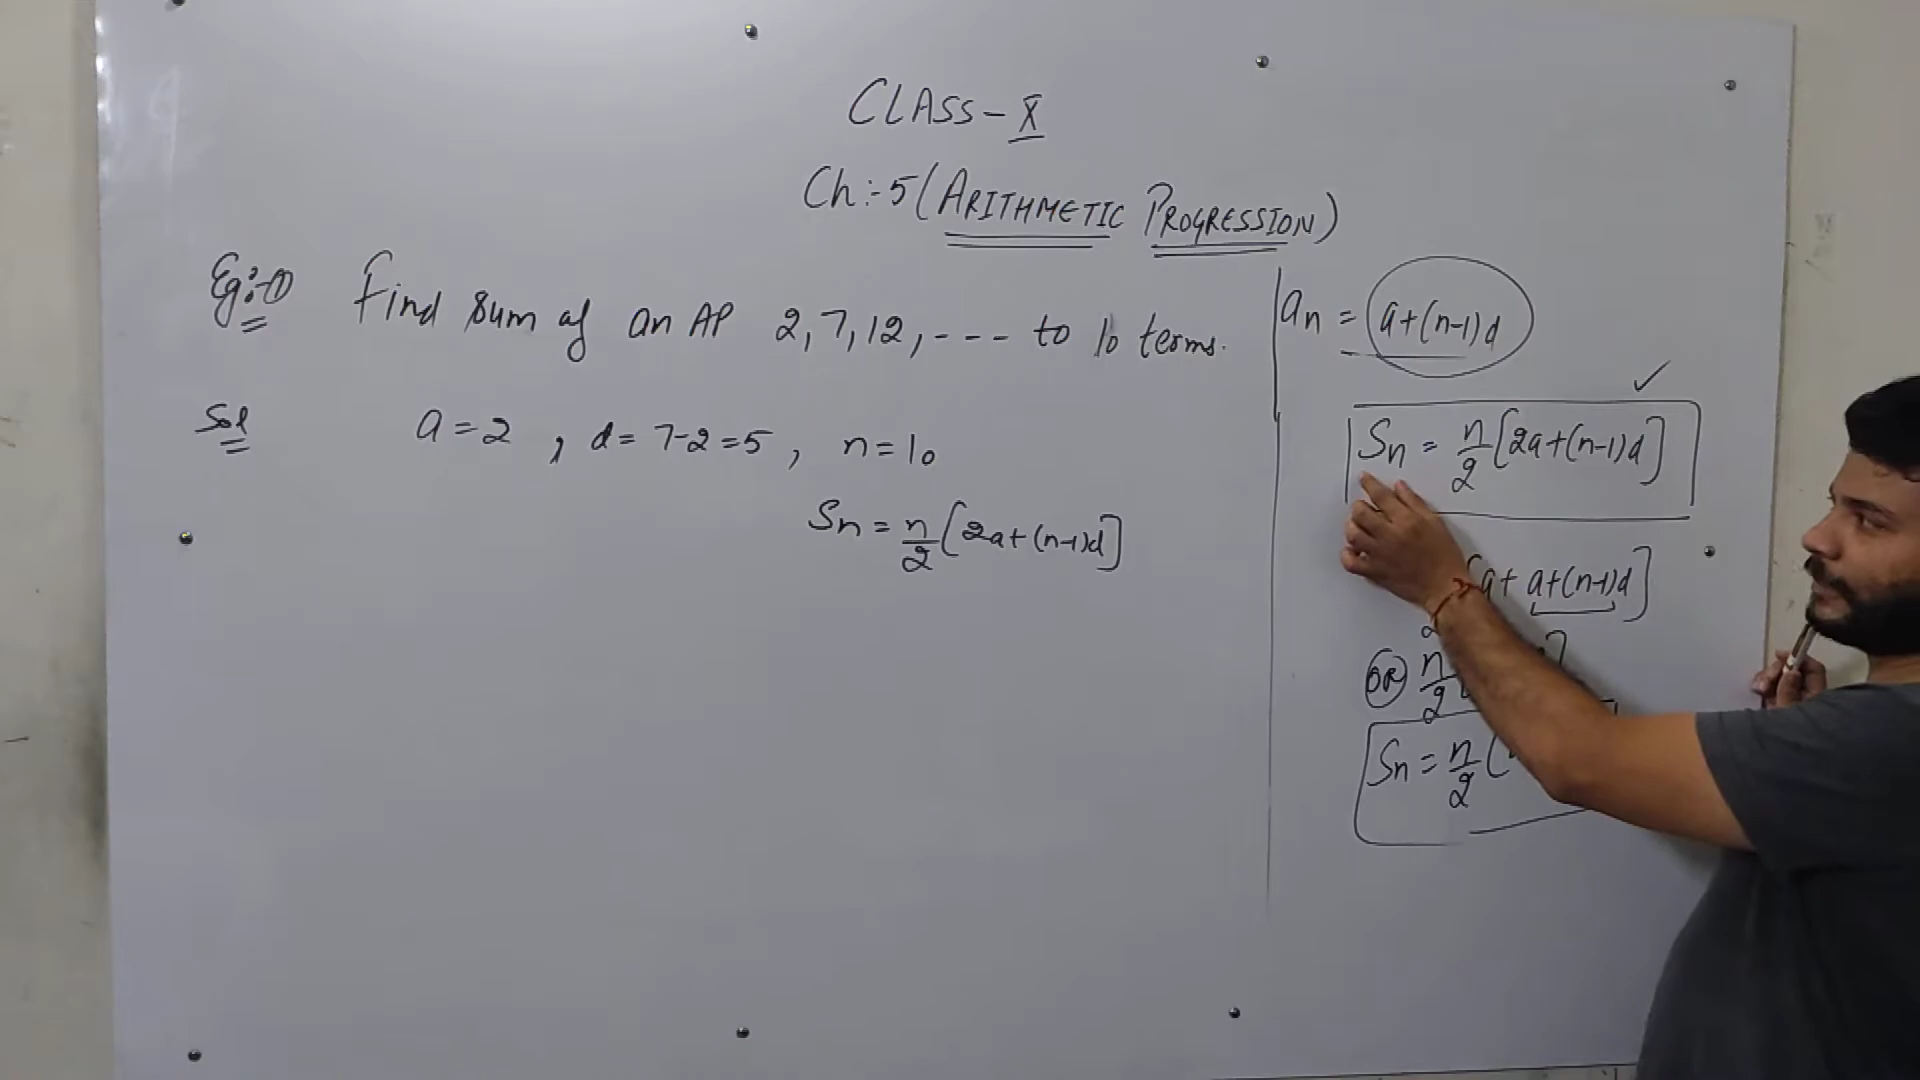 CLASS - X
Ch:- 5 (ARITHMETIC PROGRESSION)
Eg:- ① Find sum of an AP 2, 7, 12, - - - to 10 terms.
Sol a = 2 , d = 7-2 = 5 , n = 10
Sn = n/2 [2a + (n-1)d]
an = a + (n-1)d
✓
Sn = n/2 [2a + (n-1)d]
a + a + (n-1)d]
OR n/2
Sn = n/2 (